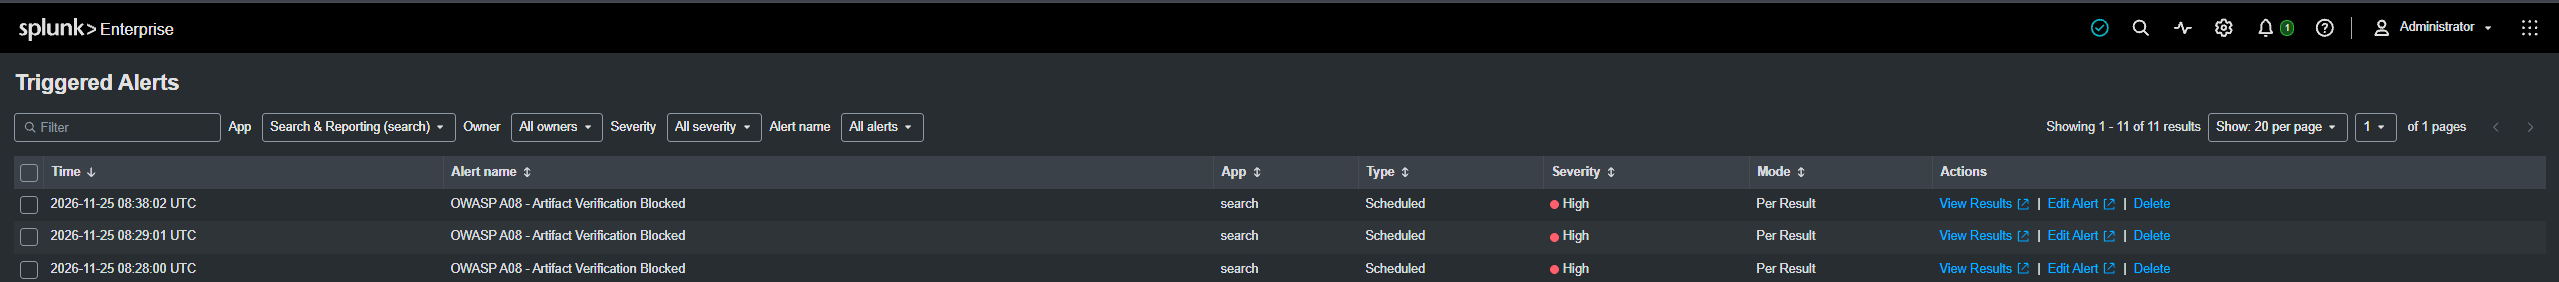 splunk> Enterprise 1 Administrator
Triggered Alerts
Filter App Search & Reporting (search) Owner All owners Severity All severity Alert name All alerts Showing 1 - 11 of 11 results Show: 20 per page 1 of 1 pages
Time Alert name App Type Severity Mode Actions
2026-11-25 08:38:02 UTC OWASP A08 - Artifact Verification Blocked search Scheduled High Per Result View Results | Edit Alert | Delete
2026-11-25 08:29:01 UTC OWASP A08 - Artifact Verification Blocked search Scheduled High Per Result View Results | Edit Alert | Delete
2026-11-25 08:28:00 UTC OWASP A08 - Artifact Verification Blocked search Scheduled High Per Result View Results | Edit Alert | Delete